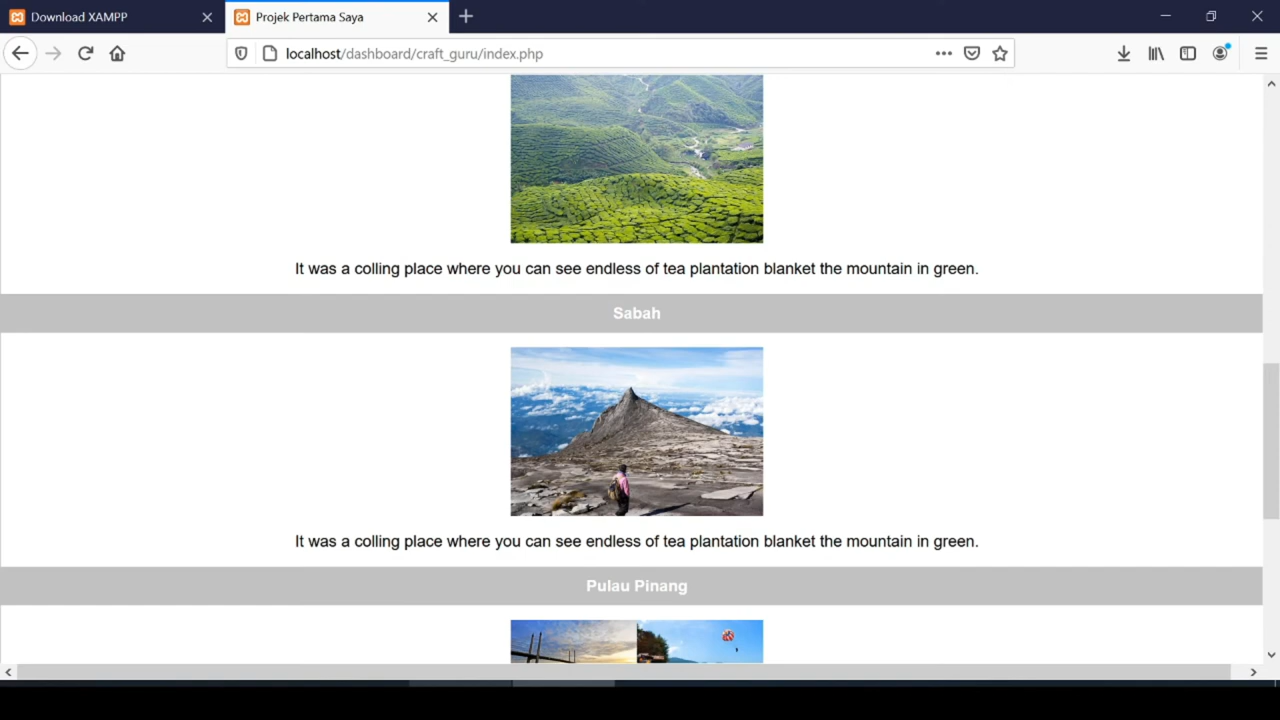 Download XAMPP
Projek Pertama Saya
localhost/dashboard/craft_guru/index.php
It was a colling place where you can see endless of tea plantation blanket the mountain in green.
Sabah
It was a colling place where you can see endless of tea plantation blanket the mountain in green.
Pulau Pinang